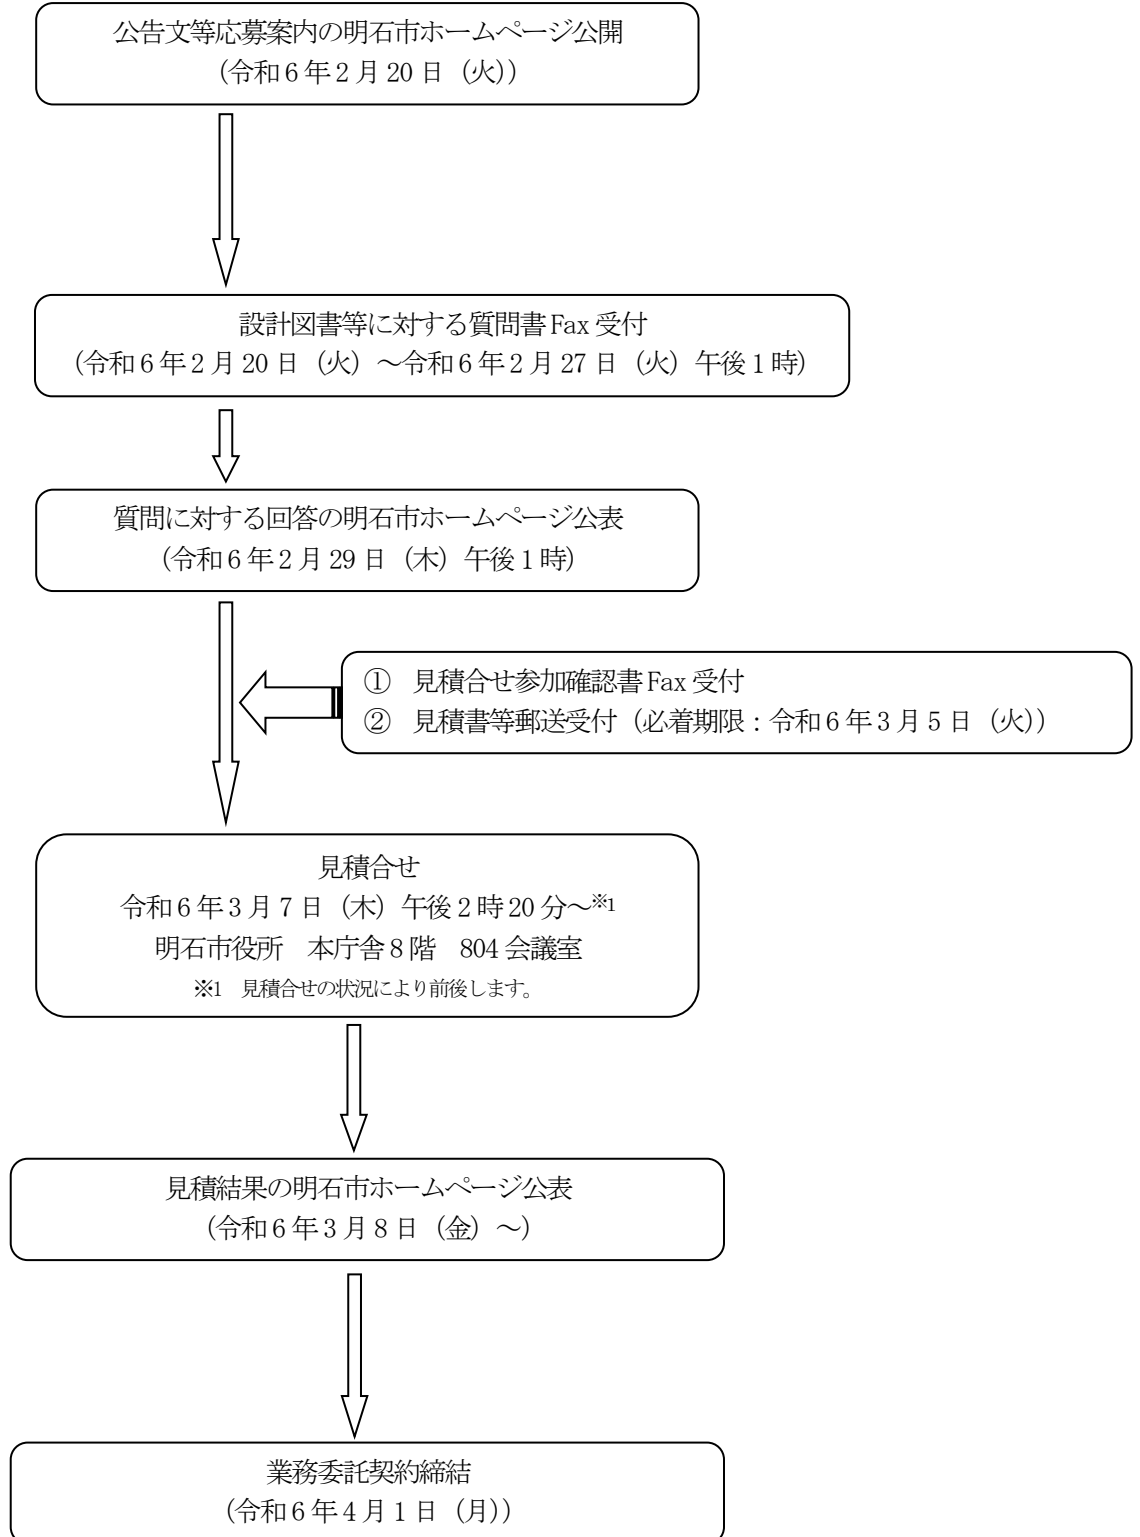 公告文等応募案内の明石市ホームページ公開
(令和6年2月20日（火）)
設計図書等に対する質問書Fax受付
(令和6年2月20日（火）～令和6年2月27日（火）午後1時)
質問に対する回答の明石市ホームページ公表
(令和6年2月29日（木）午後1時)
① 見積合せ参加確認書Fax受付
② 見積書等郵送受付（必着期限：令和6年3月5日（火））
見積合せ
令和6年3月7日（木）午後2時20分～※1
明石市役所　本庁舎8階　804会議室
※1　見積合せの状況により前後します。
見積結果の明石市ホームページ公表
(令和6年3月8日（金）～)
業務委託契約締結
(令和6年4月1日（月）)